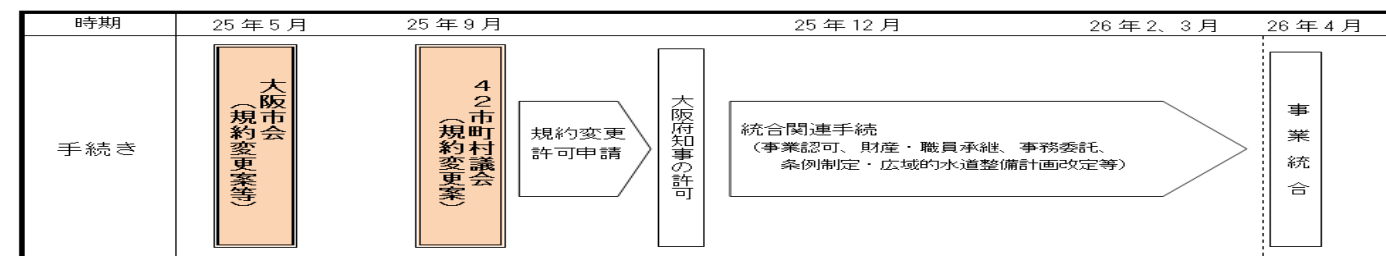 時期
25年5月
25年9月
25年12月
26年2、3月
26年4月
手続き
大阪市会
（規約変更案等）
４２市町村議会
（規約変更案）
規約変更
許可申請
大阪府知事の許可
統合関連手続
（事業認可、財産・職員承継、事務委託、
条例制定・広域的水道整備計画改定等）
事業統合